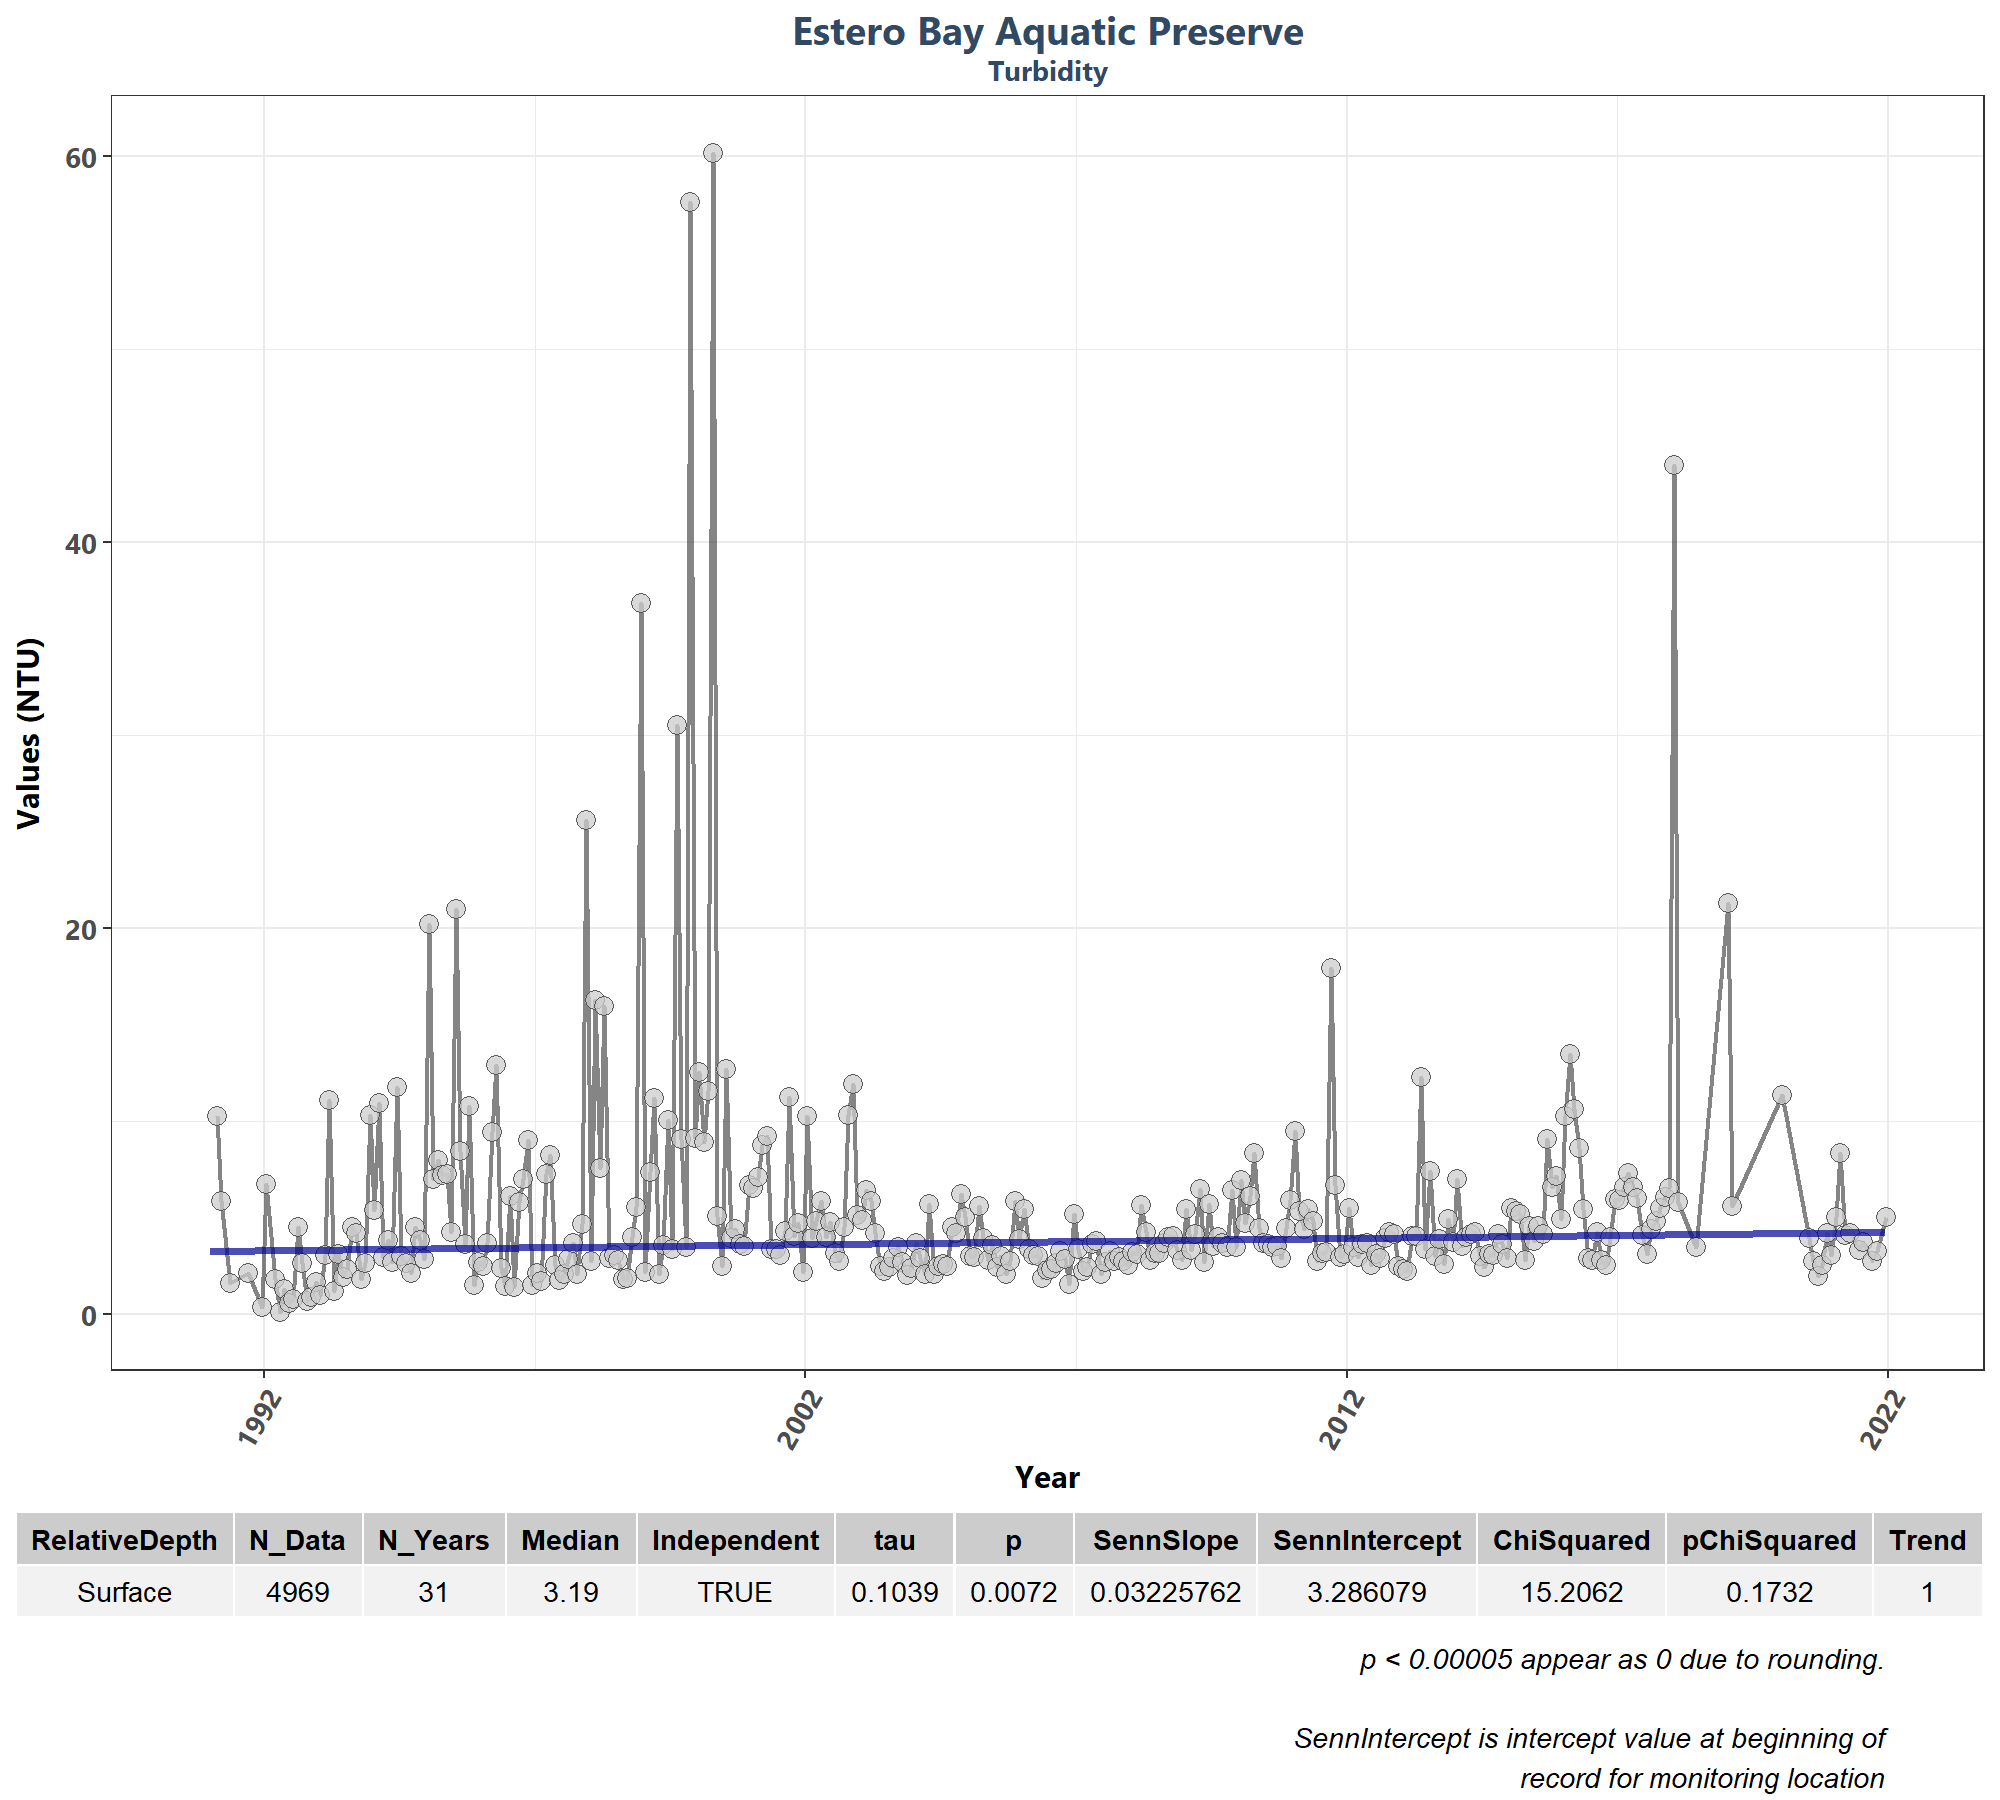 Estero Bay Aquatic Preserve
Turbidity
Values (NTU)
60
40
20
0
1992 2002 2012 2022
Year
RelativeDepth N_Data N_Years Median Independent tau p SennSlope SennIntercept ChiSquared pChiSquared Trend
Surface 4969 31 3.19 TRUE 0.1039 0.0072 0.03225762 3.286079 15.2062 0.1732 1
p < 0.00005 appear as 0 due to rounding.
SennIntercept is intercept value at beginning of
record for monitoring location